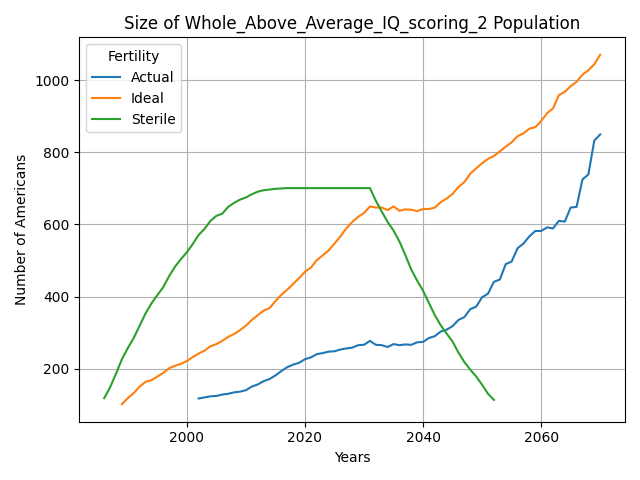 Size of Whole_Above_Average_IQ_scoring_2 Population
Fertility
Actual
Ideal
Sterile
Number of Americans
1000
800
600
400
200
2000
2020
2040
2060
Years